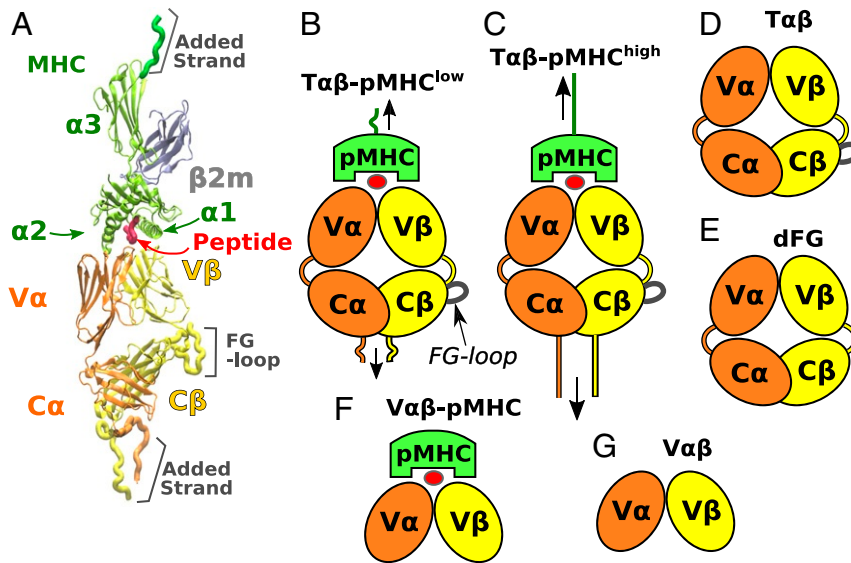 A
Added
Strand
MHC
α3
β2m
α2
α1
Peptide
Vα
Vβ
FG
-loop
Cα
Cβ
Added
Strand
B
Tαβ-pMHClow
pMHC
Vα
Vβ
Cα
Cβ
FG-loop
C
Tαβ-pMHChigh
pMHC
Vα
Vβ
Cα
Cβ
D
Tαβ
Vα
Vβ
Cα
Cβ
E
dFG
Vα
Vβ
Cα
Cβ
F
Vαβ-pMHC
pMHC
Vα
Vβ
G
Vαβ
Vα
Vβ